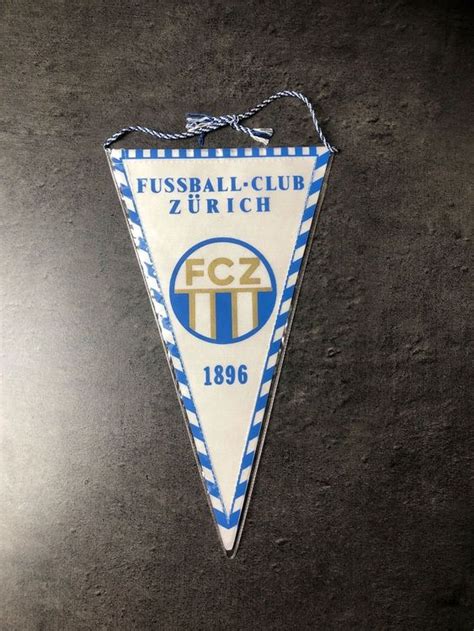 FUSSBALL-CLUB
ZÜRICH
FCZ
1896